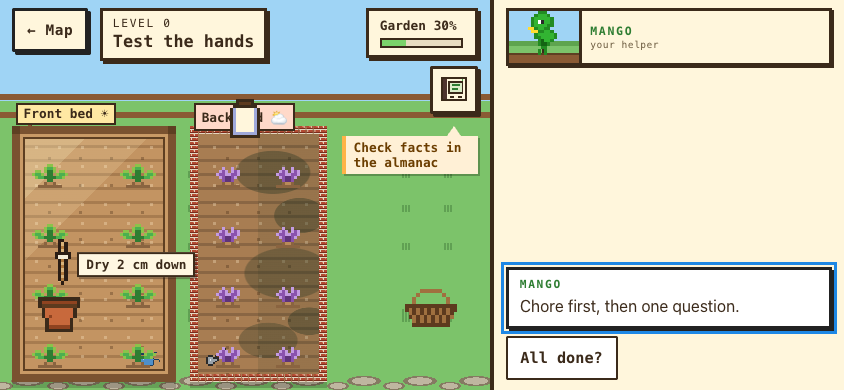 ← Map
LEVEL 0
Test the hands
Garden 30%
Front bed
Check facts in
the almanac
Dry 2 cm down
MANGO
your helper
MANGO
Chore first, then one question.
All done?